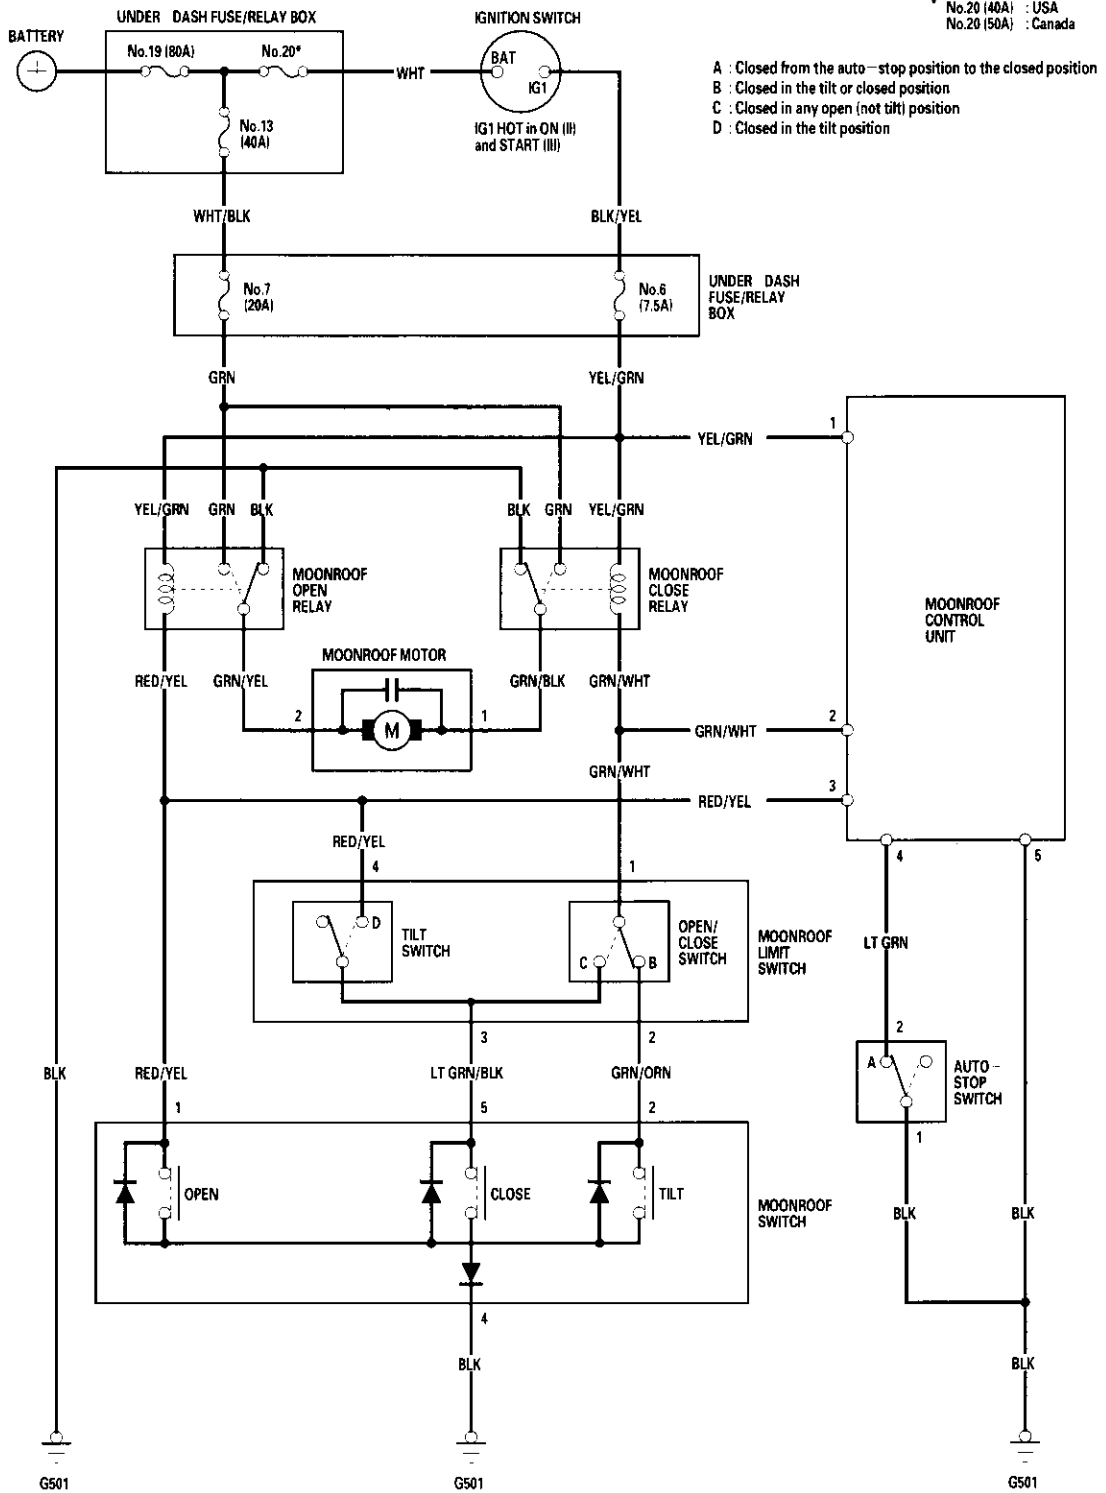 No.20 (40A) : USA
No.20 (50A) : Canada
UNDER DASH FUSE/RELAY BOX
IGNITION SWITCH
BATTERY
No.19 (80A)
No.20*
BAT
WHT
IG1
A : Closed from the auto-stop position to the closed position
B : Closed in the tilt or closed position
C : Closed in any open (not tilt) position
D : Closed in the tilt position
No.13
(40A)
IG1 HOT in ON (II)
and START (III)
WHT/BLK
BLK/YEL
No.7
(20A)
No.6
(7.5A)
UNDER DASH
FUSE/RELAY
BOX
GRN
YEL/GRN
1
YEL/GRN
YEL/GRN
GRN
BLK
BLK
GRN
YEL/GRN
MOONROOF
OPEN
RELAY
MOONROOF
CLOSE
RELAY
MOONROOF
CONTROL
UNIT
MOONROOF MOTOR
RED/YEL
GRN/YEL
GRN/BLK
GRN/WHT
2
M
1
GRN/WHT
2
GRN/WHT
RED/YEL
3
RED/YEL
4
1
4
5
D
TILT
SWITCH
OPEN/
CLOSE
SWITCH
C
B
MOONROOF
LIMIT
SWITCH
LT GRN
3
2
2
A
AUTO-
STOP
SWITCH
1
BLK
RED/YEL
LT GRN/BLK
GRN/ORN
1
5
2
OPEN
CLOSE
TILT
MOONROOF
SWITCH
BLK
BLK
4
BLK
BLK
G501
G501
G501